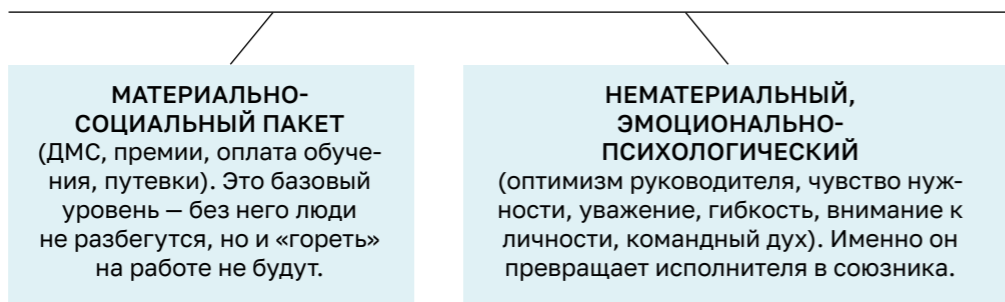 МАТЕРИАЛЬНО-
СОЦИАЛЬНЫЙ ПАКЕТ
(ДМС, премии, оплата обуче-
ния, путевки). Это базовый
уровень — без него люди
не разбегутся, но и «гореть»
на работе не будут.
НЕМАТЕРИАЛЬНЫЙ,
ЭМОЦИОНАЛЬНО-
ПСИХОЛОГИЧЕСКИЙ
(оптимизм руководителя, чувство нуж-
ности, уважение, гибкость, внимание к
личности, командный дух). Именно он
превращает исполнителя в союзника.